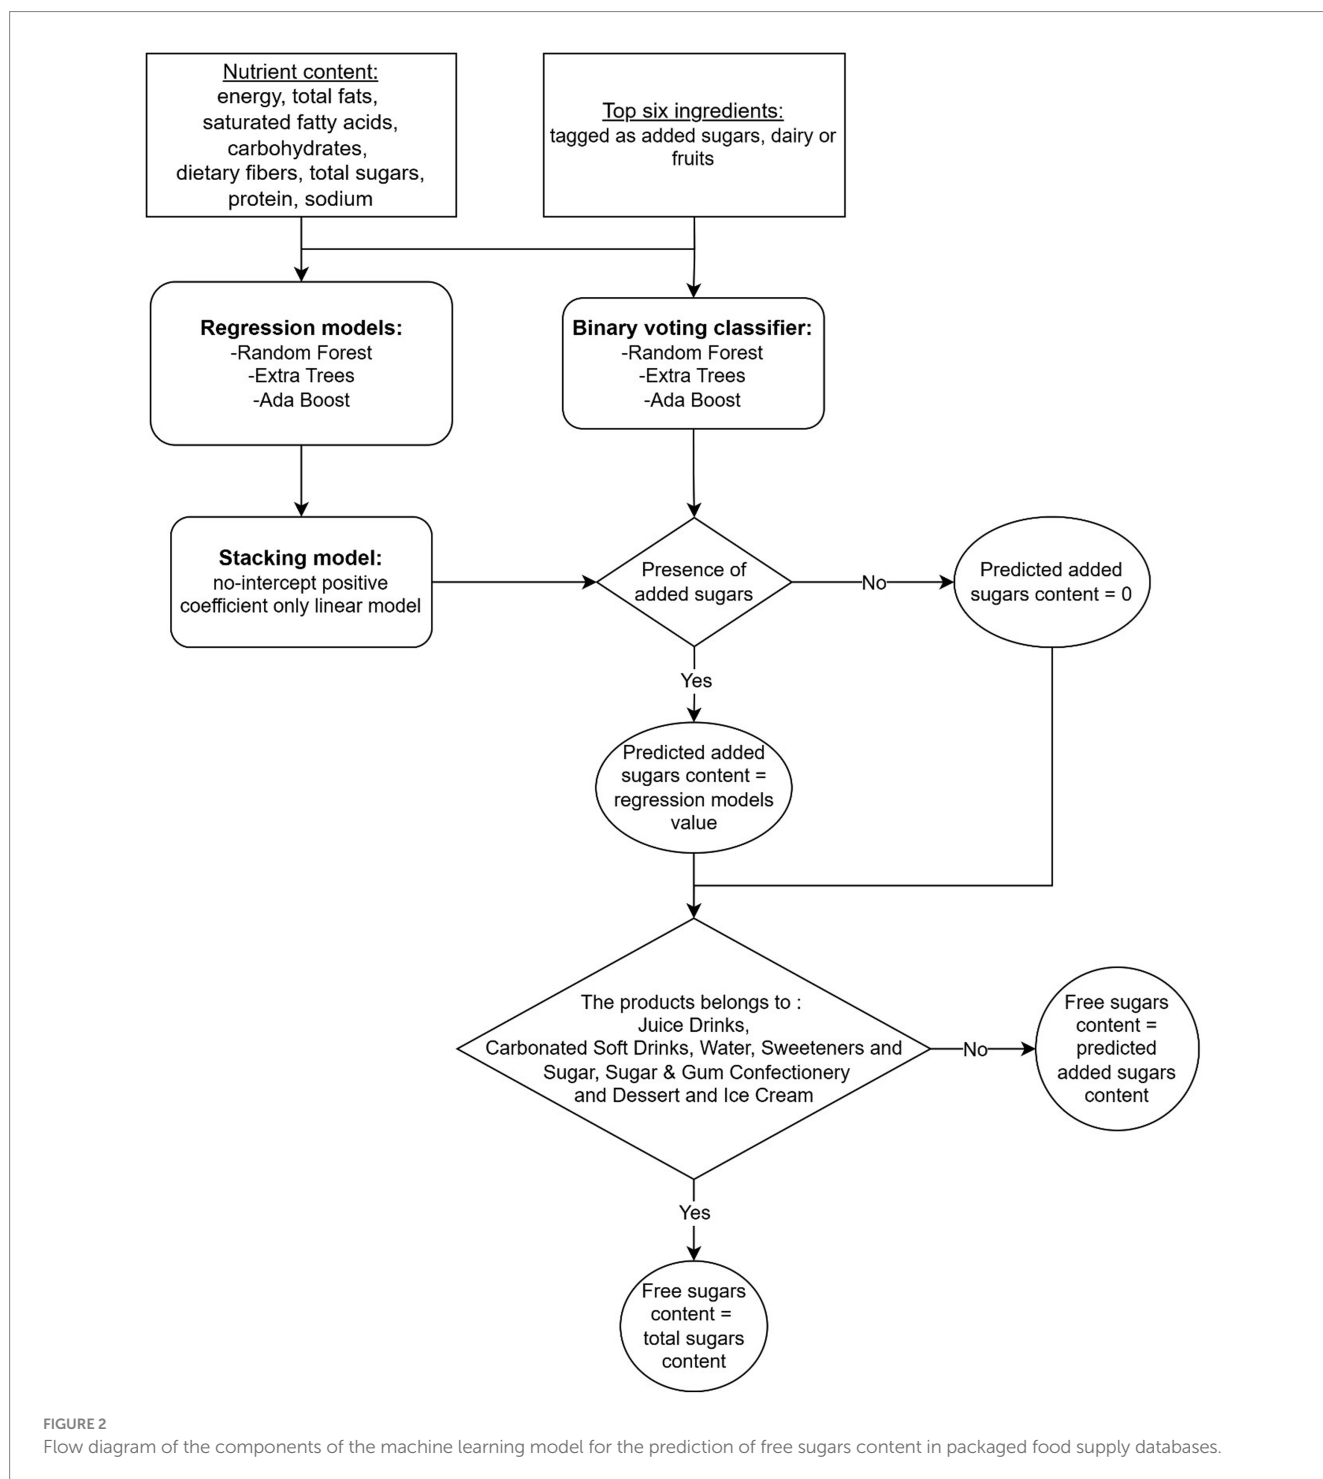 Nutrient content:
energy, total fats,
saturated fatty acids,
carbohydrates,
dietary fibers, total sugars,
protein, sodium
Top six ingredients:
tagged as added sugars, dairy or
fruits
Regression models:
-Random Forest
-Extra Trees
-Ada Boost
Binary voting classifier:
-Random Forest
-Extra Trees
-Ada Boost
Stacking model:
no-intercept positive
coefficient only linear model
Presence of
added sugars
No
Predicted added
sugars content = 0
Yes
Predicted added
sugars content =
regression models
value
The products belongs to :
Juice Drinks,
Carbonated Soft Drinks, Water, Sweeteners and
Sugar, Sugar & Gum Confectionery
and Dessert and Ice Cream
No
Free sugars
content =
predicted
added sugars
content
Yes
Free sugars
content =
total sugars
content
FIGURE 2
Flow diagram of the components of the machine learning model for the prediction of free sugars content in packaged food supply databases.